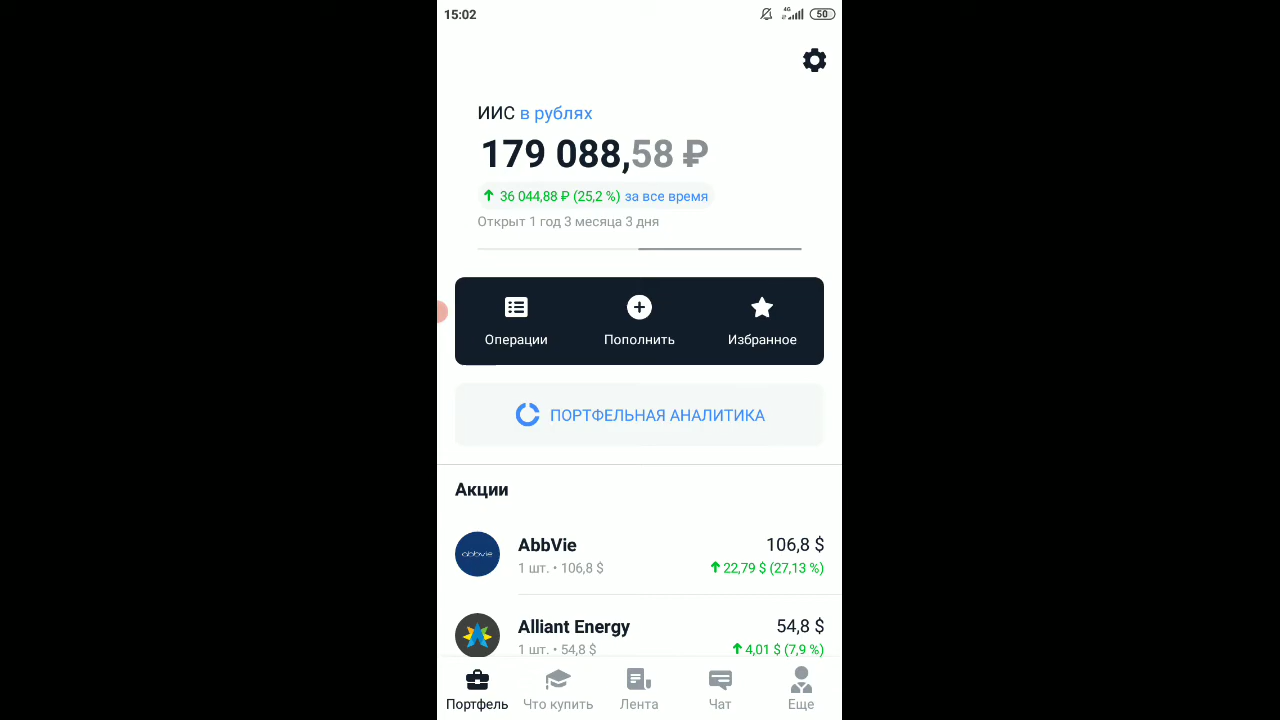 15:02
4G
50
ИИС в рублях
179 088,58 ₽
36 044,88 ₽ (25,2 %) за все время
Открыт 1 год 3 месяца 3 дня
Операции
Пополнить
Избранное
ПОРТФЕЛЬНАЯ АНАЛИТИКА
Акции
abbvie
AbbVie
106,8 $
1 шт. • 106,8 $
22,79 $ (27,13 %)
Alliant Energy
54,8 $
1 шт. • 54,8 $
4,01 $ (7,9 %)
Портфель
Что купить
Лента
Чат
Еще